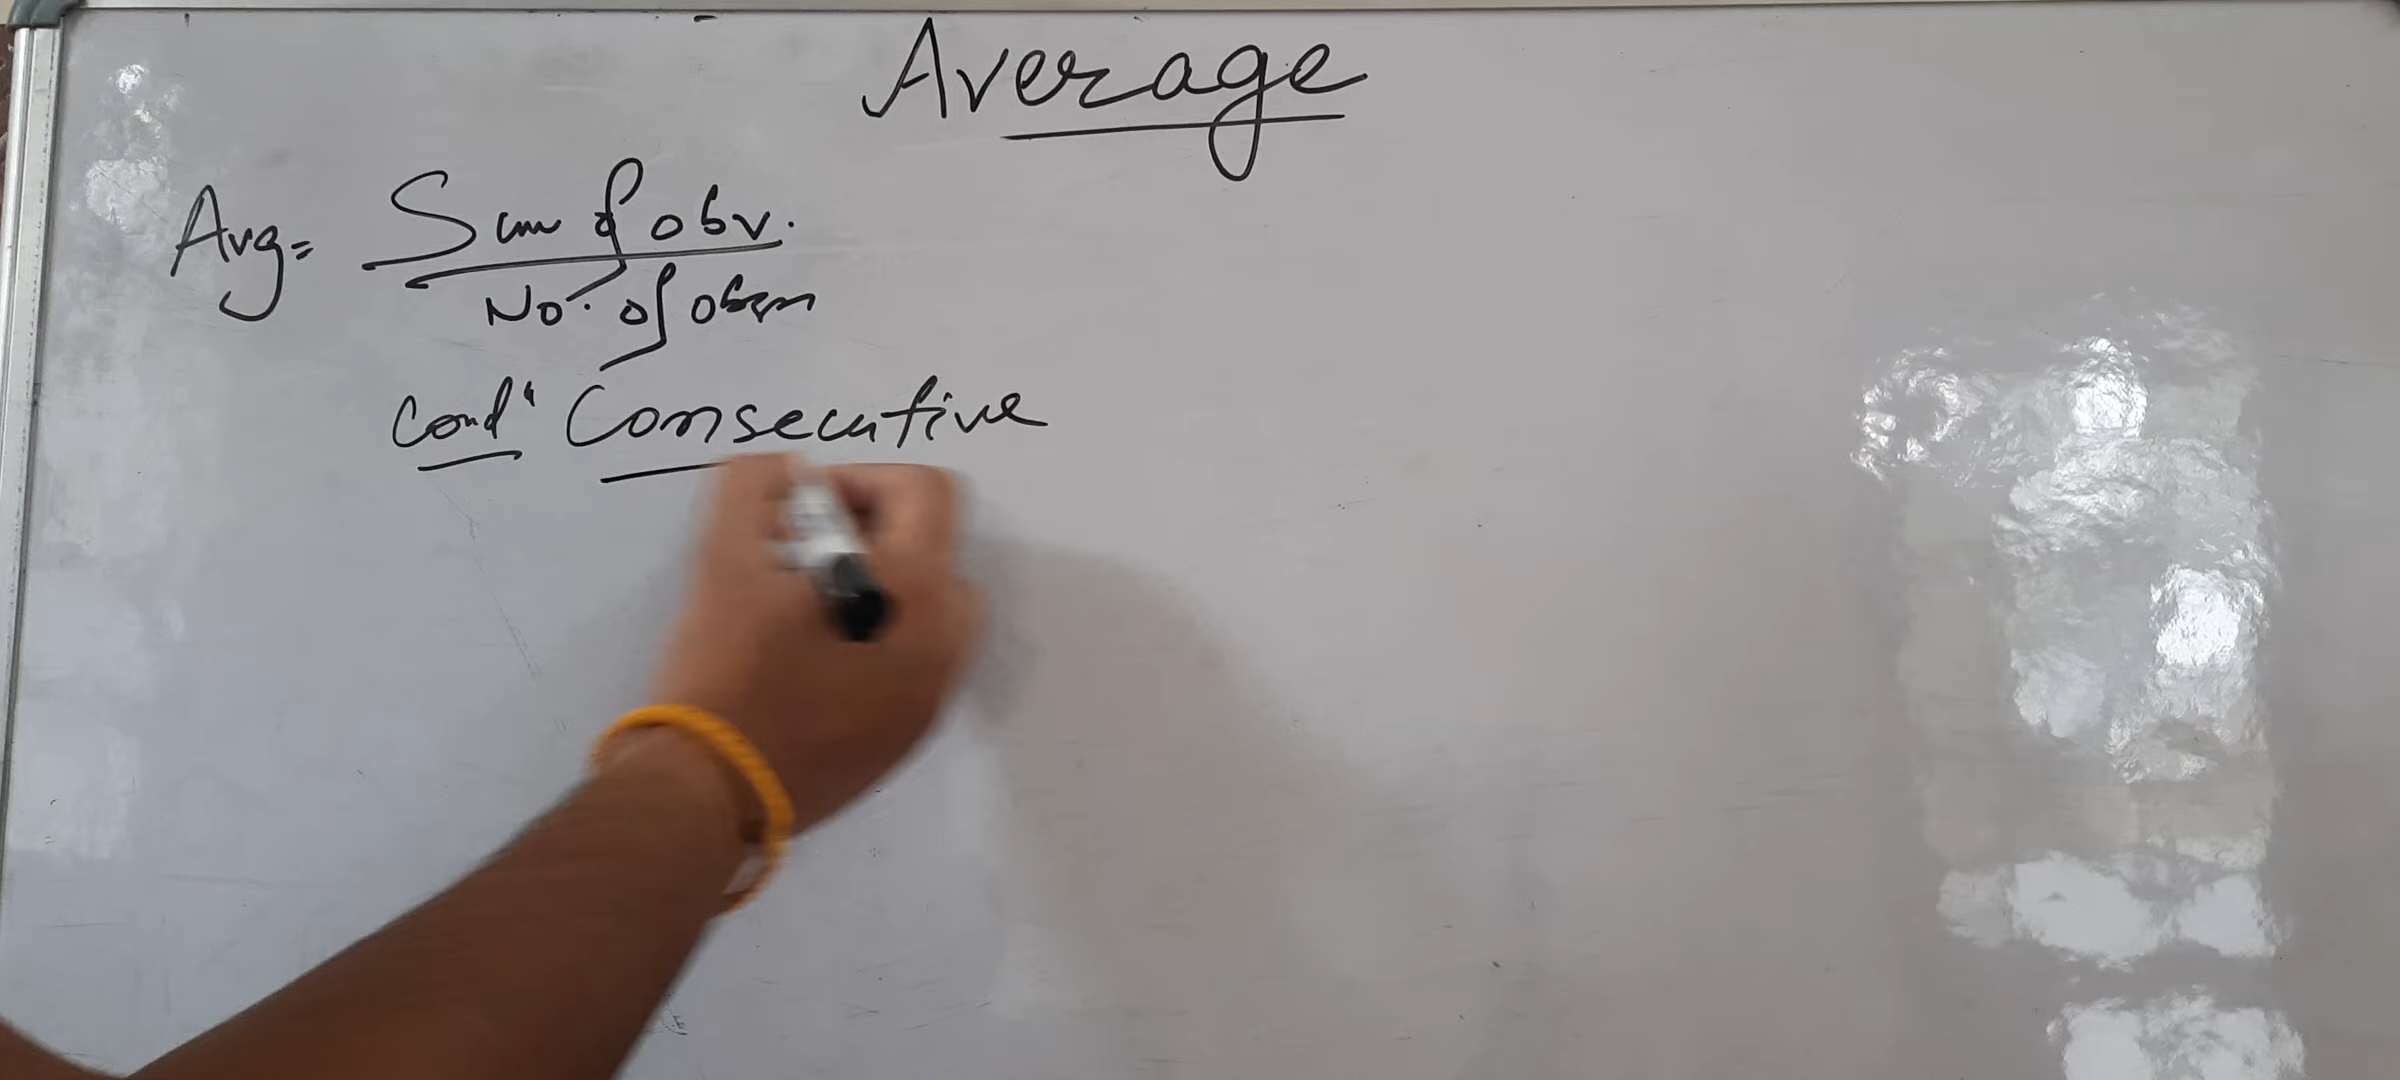 Average
Avg= Sum of obv.
No. of obsn
Cond" Consecutive